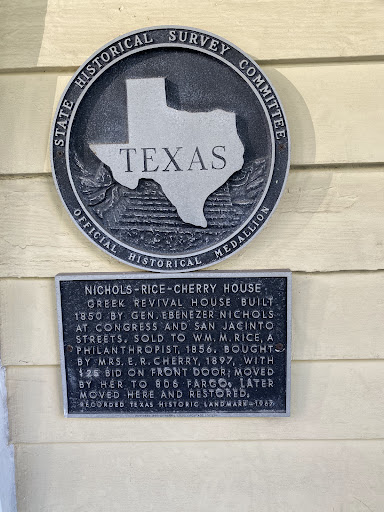 STATE HISTORICAL SURVEY COMMITTEE
TEXAS
OFFICIAL HISTORICAL MEDALLION
NICHOLS-RICE-CHERRY HOUSE
GREEK REVIVAL HOUSE BUILT
1850 BY GEN. EBENEZER NICHOLS
AT CONGRESS AND SAN JACINTO
STREETS. SOLD TO WM. M. RICE, A
PHILANTHROPIST, 1856. BOUGHT
BY MRS. E. R. CHERRY, 1897, WITH
$25 BID ON FRONT DOOR; MOVED
BY HER TO 806 FARGO. LATER
MOVED HERE AND RESTORED.
RECORDED TEXAS HISTORIC LANDMARK-1967